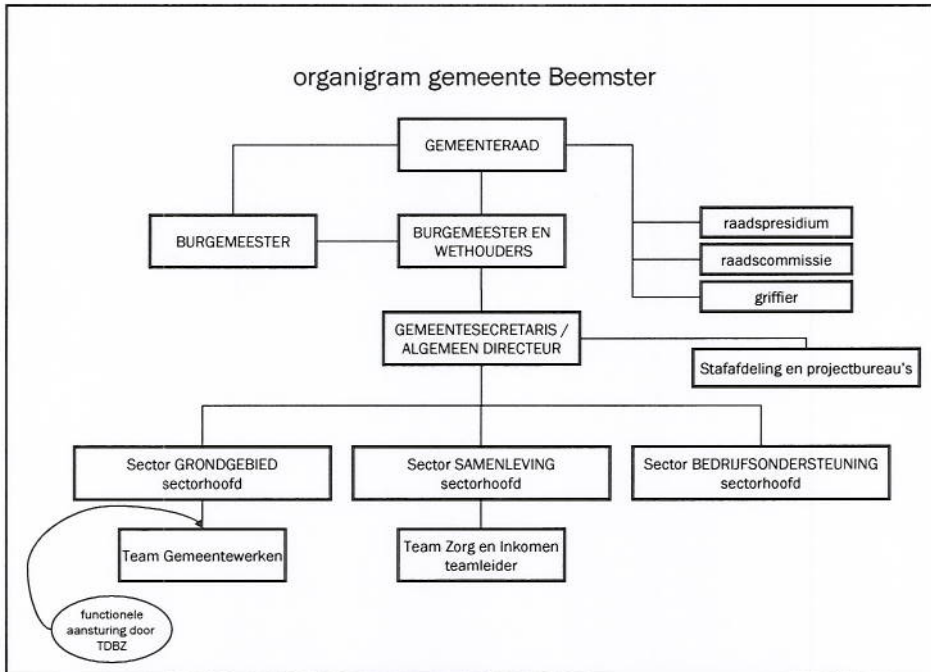 organigram gemeente Beemster
GEMEENTERAAD
BURGEMEESTER
BURGEMEESTER EN
WETHOUDERS
raadspresidium
raadscommissie
griffier
GEMEENTESECRETARIS /
ALGEMEEN DIRECTEUR
Stafafdeling en projectbureau's
Sector GRONDGEBIED
sectorhoofd
Sector SAMENLEVING
sectorhoofd
Sector BEDRIJFSONDERSTEUNING
sectorhoofd
Team Gemeentewerken
Team Zorg en Inkomen
teamleider
functionele
aansturing door
TDBZ